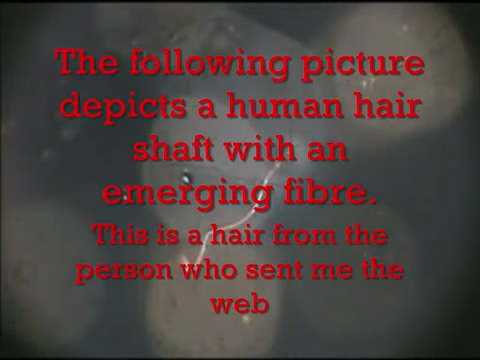 The following picture
depicts a human hair
shaft with an
emerging fibre.
This is a hair from the
person who sent me the
web